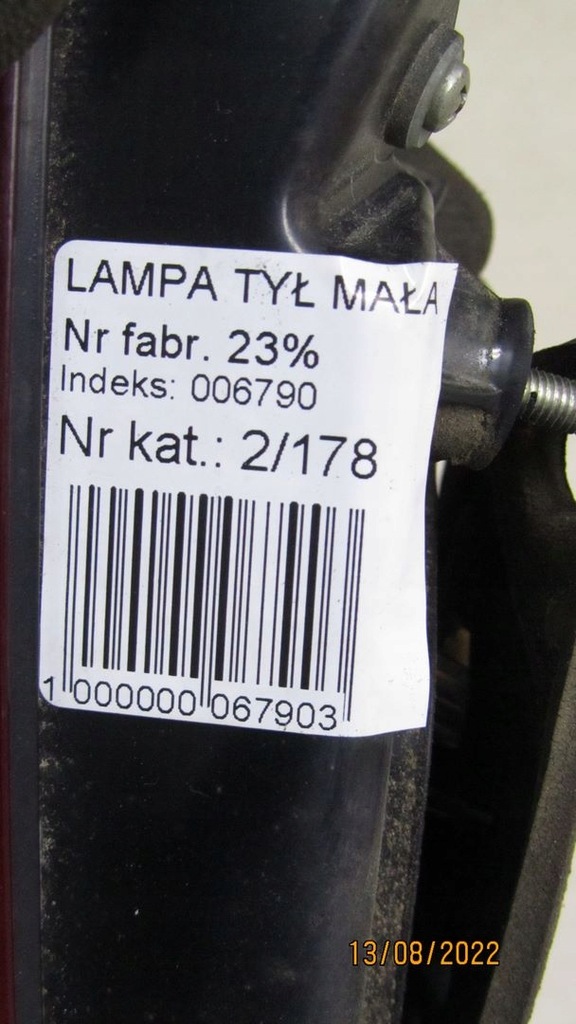 LAMPA TYŁ MAŁA
Nr fabr. 23%
Indeks: 006790
Nr kat.: 2/178
1 000000 067903
13/08/2022